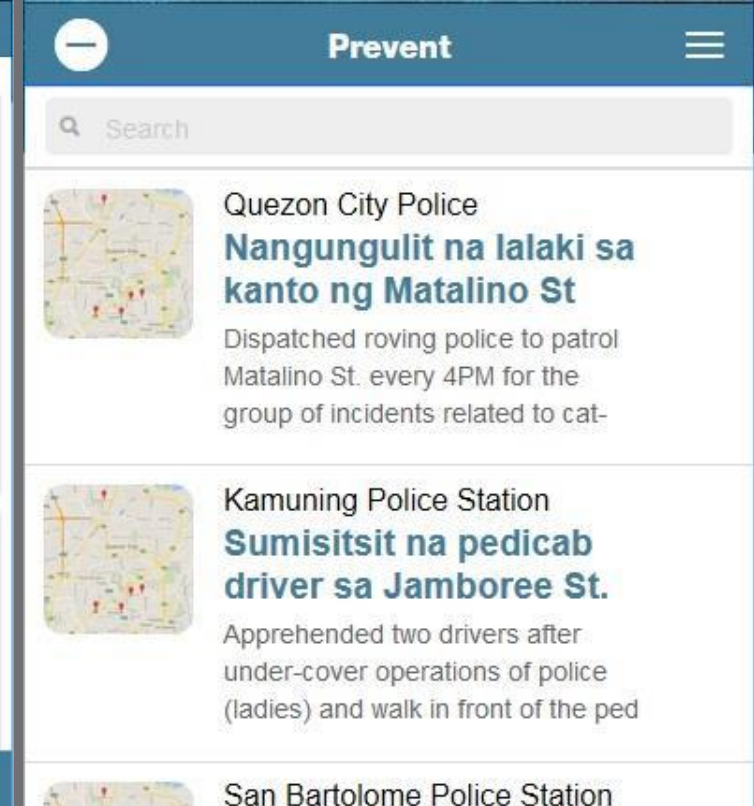 Prevent
Search
Quezon City Police
Nangungulit na lalaki sa
kanto ng Matalino St
Dispatched roving police to patrol
Matalino St. every 4PM for the
group of incidents related to cat-
Kamuning Police Station
Sumisitsit na pedicab
driver sa Jamboree St.
Apprehended two drivers after
under-cover operations of police
(ladies) and walk in front of the ped
San Bartolome Police Station